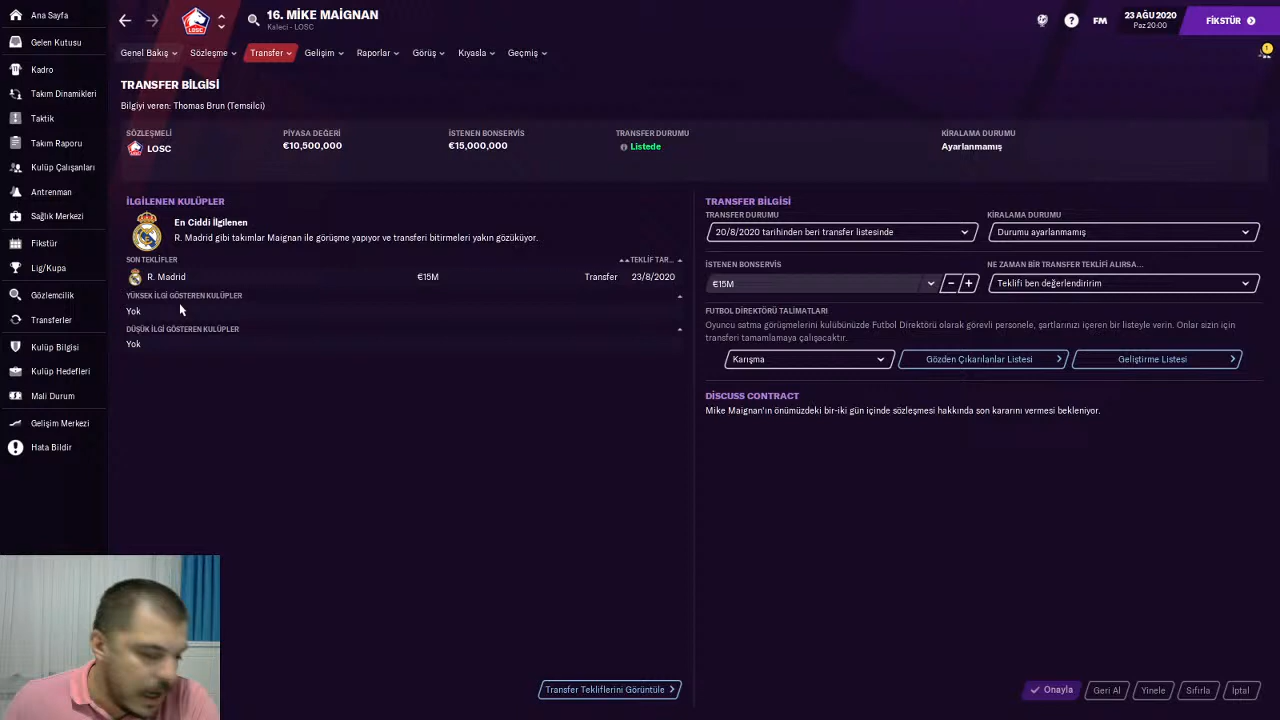 Ana Sayfa
Gelen Kutusu
Kadro
Takım Dinamikleri
Taktik
Takım Raporu
Kulüp Çalışanları
Antrenman
Sağlık Merkezi
Fikstür
Lig/Kupa
Gözlemcilik
Transferler
Kulüp Bilgisi
Kulüp Hedefleri
Mali Durum
Gelişim Merkezi
Hata Bildir
LOSC
16. MİKE MAİGNAN
Kaleci - LOSC
?
FM
23 AĞU 2020
Paz 20:00
FİKSTÜR
1
Genel Bakış
Sözleşme
Transfer
Gelişim
Raporlar
Görüş
Kıyasla
Geçmiş
TRANSFER BİLGİSİ
Bilgiyi veren: Thomas Brun (Temsilci)
SÖZLEŞMELİ
LOSC
PİYASA DEĞERİ
€10,500,000
İSTENEN BONSERVİS
€15,000,000
TRANSFER DURUMU
Listede
KİRALAMA DURUMU
Ayarlanmamış
İLGİLENEN KULÜPLER
En Ciddi İlgilenen
R. Madrid gibi takımlar Maignan ile görüşme yapıyor ve transferi bitirmeleri yakın gözüküyor.
SON TEKLİFLER
TEKLİF TAR...
R. Madrid €15M Transfer 23/8/2020
YÜKSEK İLGİ GÖSTEREN KULÜPLER
Yok
DÜŞÜK İLGİ GÖSTEREN KULÜPLER
Yok
Transfer Tekliflerini Görüntüle
TRANSFER BİLGİSİ
TRANSFER DURUMU
20/8/2020 tarihinden beri transfer listesinde
KİRALAMA DURUMU
Durumu ayarlanmamış
İSTENEN BONSERVİS
€15M
NE ZAMAN BİR TRANSFER TEKLİFİ ALIRSA...
Teklifi ben değerlendiririm
FUTBOL DİREKTÖRÜ TALİMATLARI
Oyuncu satma görüşmelerini kulübünüzde Futbol Direktörü olarak görevli personele, şartlarınızı içeren bir listeyle verin. Onlar sizin için
transferi tamamlamaya çalışacaktır.
Karışma
Gözden Çıkarılanlar Listesi
Geliştirme Listesi
DISCUSS CONTRACT
Mike Maignan'ın önümüzdeki bir-iki gün içinde sözleşmesi hakkında son kararını vermesi bekleniyor.
Onayla
Geri Al
Yinele
Sıfırla
İptal